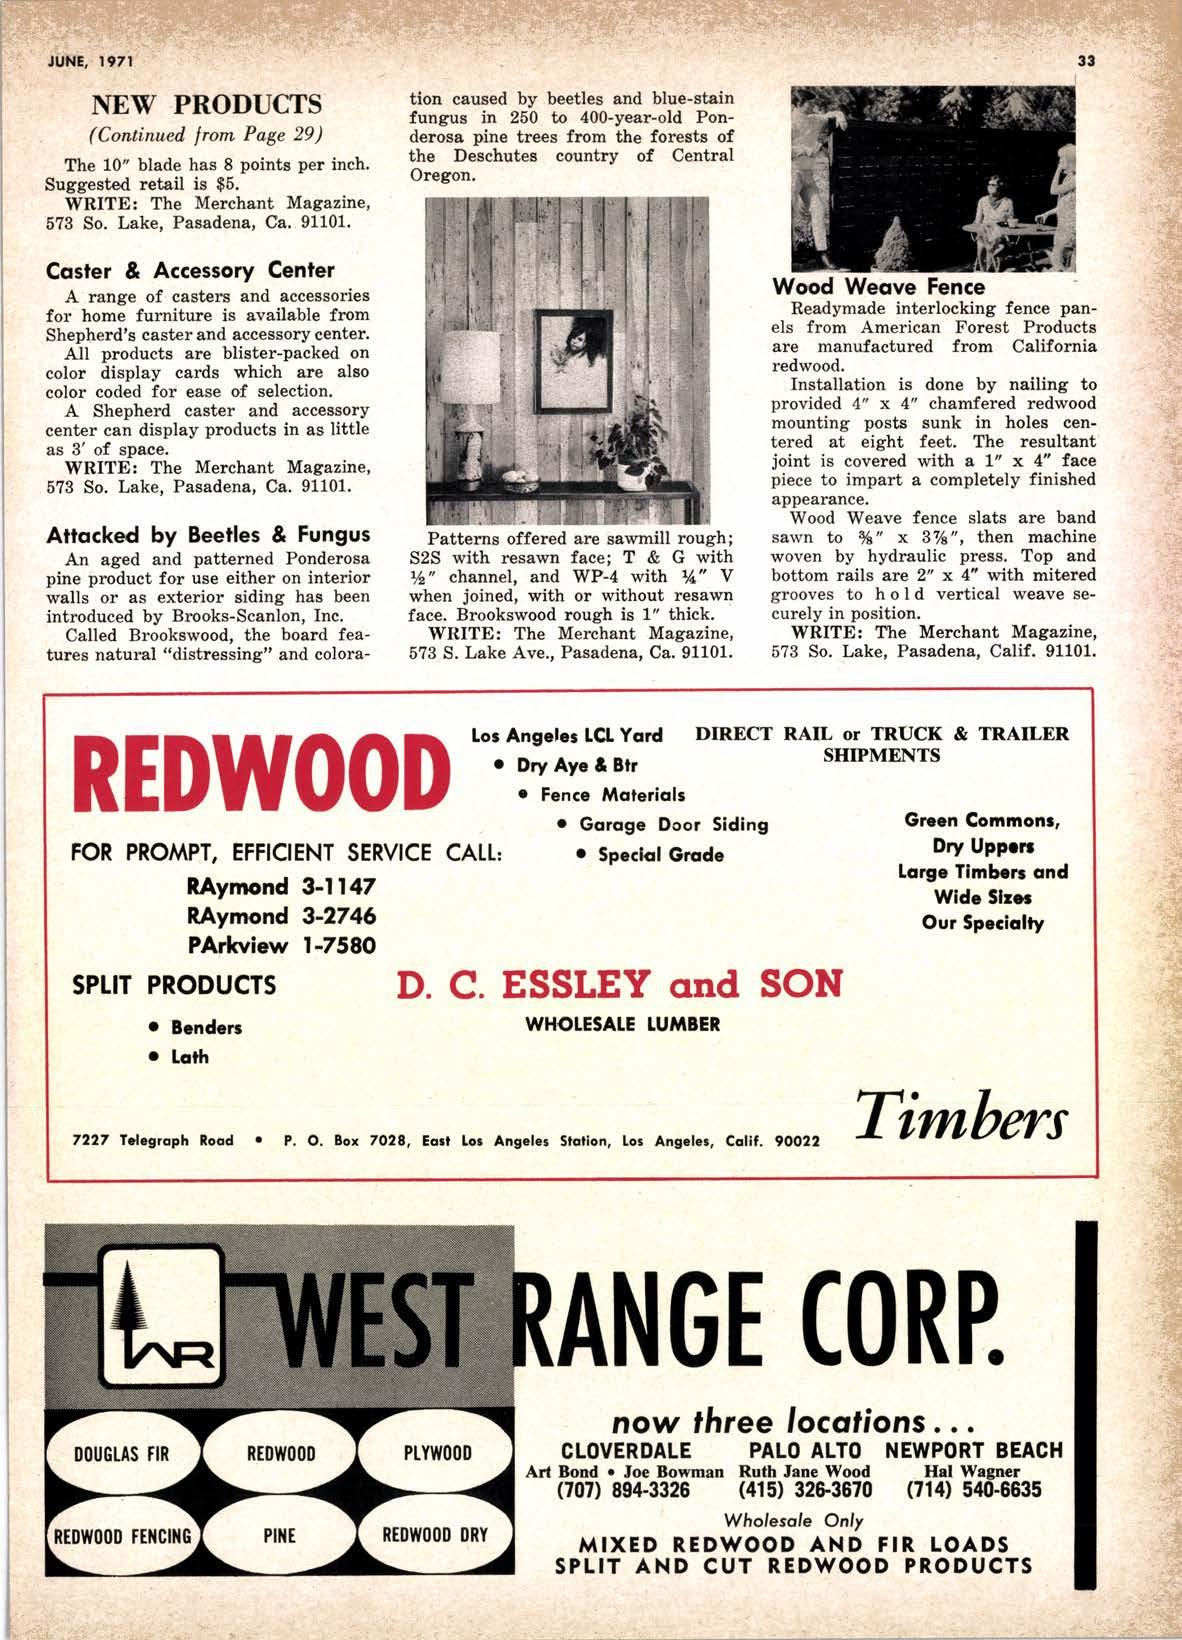 JUNE, 1971
33
NEW PRODUCTS
(Continued from Page 29)
The 10" blade has 8 points per inch.
Suggested retail is $5.
WRITE: The Merchant Magazine,
573 So. Lake, Pasadena, Ca. 91101.
Caster & Accessory Center
A range of casters and accessories
for home furniture is available from
Shepherd's caster and accessory center.
All products are blister-packed on
color display cards which are also
color coded for ease of selection.
A Shepherd caster and accessory
center can display products in as little
as 3' of space.
WRITE: The Merchant Magazine,
573 So. Lake, Pasadena, Ca. 91101.
Attacked by Beetles & Fungus
An aged and patterned Ponderosa
pine product for use either on interior
walls or as exterior siding has been
introduced by Brooks-Scanlon, Inc.
Called Brookswood, the board fea-
tures natural "distressing" and colora-
tion caused by beetles and blue-stain
fungus in 250 to 400-year-old Pon-
derosa pine trees from the forests of
the Deschutes country of Central
Oregon.
Patterns offered are sawmill rough;
S2S with resawn face; T & G with
½" channel, and WP-4 with ¼" V
when joined, with or without resawn
face. Brookswood rough is 1" thick.
WRITE: The Merchant Magazine,
573 S. Lake Ave., Pasadena, Ca. 91101.
Wood Weave Fence
Readymade interlocking fence pan-
els from American Forest Products
are manufactured from California
redwood.
Installation is done by nailing to
provided 4" x 4" chamfered redwood
mounting posts sunk in holes cen-
tered at eight feet. The resultant
joint is covered with a 1" x 4" face
piece to impart a completely finished
appearance.
Wood Weave fence slats are band
sawn to ⅜" x 3⅞", then machine
woven by hydraulic press. Top and
bottom rails are 2" x 4" with mitered
grooves to hold vertical weave se-
curely in position.
WRITE: The Merchant Magazine,
573 So. Lake, Pasadena, Calif. 91101.
REDWOOD
FOR PROMPT, EFFICIENT SERVICE CALL:
RAymond 3-1147
RAymond 3-2746
PArkview 1-7580
Los Angeles LCL Yard
• Dry Aye & Btr
• Fence Materials
• Garage Door Siding
• Special Grade
DIRECT RAIL or TRUCK & TRAILER
SHIPMENTS
Green Commons,
Dry Uppers
Large Timbers and
Wide Sizes
Our Specialty
SPLIT PRODUCTS
• Benders
• Lath
D. C. ESSLEY and SON
WHOLESALE LUMBER
Timbers
7227 Telegraph Road • P. O. Box 7028, East Los Angeles Station, Los Angeles, Calif. 90022
WR
WEST RANGE CORP.
DOUGLAS FIR
REDWOOD
PLYWOOD
REDWOOD FENCING
PINE
REDWOOD DRY
now three locations...
CLOVERDALE PALO ALTO NEWPORT BEACH
Art Bond • Joe Bowman Ruth Jane Wood Hal Wagner
(707) 894-3326 (415) 326-3670 (714) 540-6635
Wholesale Only
MIXED REDWOOD AND FIR LOADS
SPLIT AND CUT REDWOOD PRODUCTS